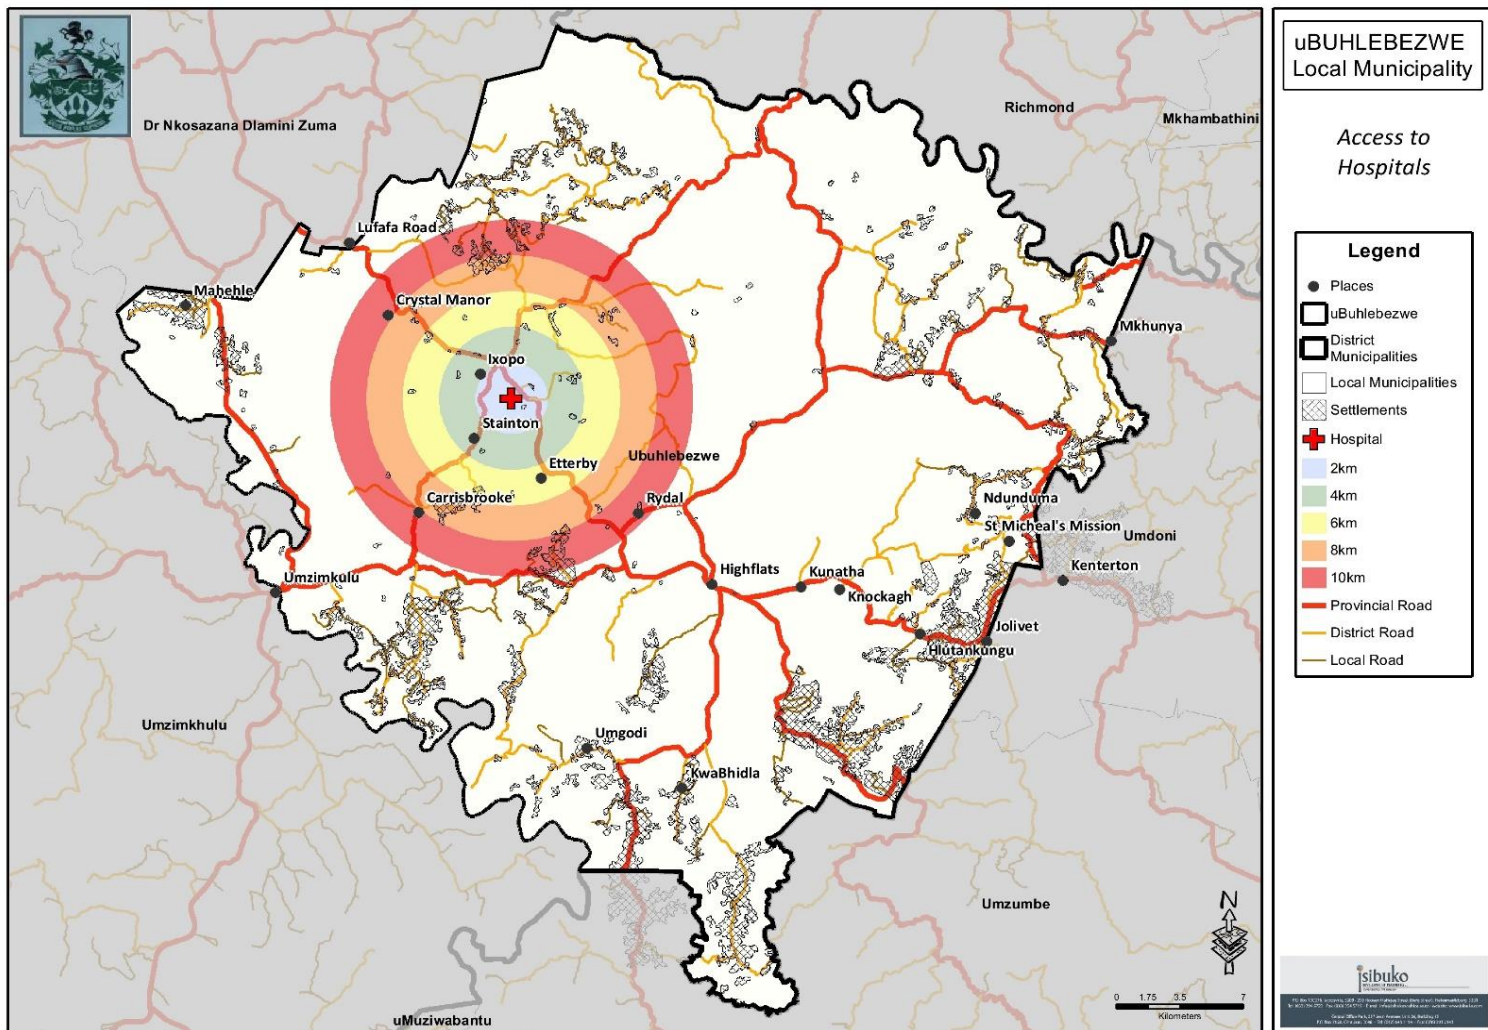 uBUHLEBEZWE
Local Municipality
Access to
Hospitals
Legend
Places
uBuhlebezwe
District
Municipalities
Local Municipalities
Settlements
Hospital
2km
4km
6km
8km
10km
Provincial Road
District Road
Local Road
Dr Nkosazana Dlamini Zuma
Richmond
Mkhambathini
Lufafa Road
Mahehle
Crystal Manor
Mkhunya
Ixopo
Stainton
Etterby
Ubuhlebezwe
Carrisbrooke
Rydal
Ndunduma
St Micheal's Mission
Umdoni
Kenterton
Umzimkulu
Highflats
Kunatha
Knockagh
Jolivet
Hlutankungu
Umzimkhulu
Umgodi
KwaBhidla
Umzumbe
uMuziwabantu
N
0 1.75 3.5 7
Kilometers
isibuko